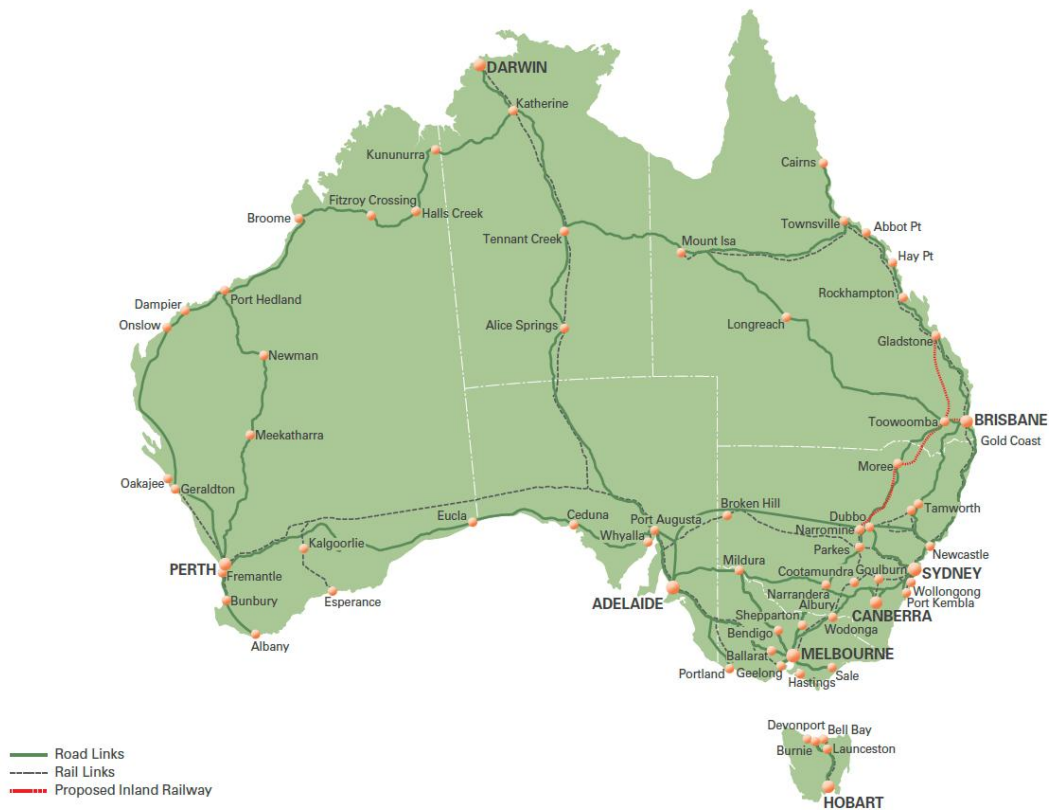 DARWIN
Katherine
Kununurra
Cairns
Fitzroy Crossing
Halls Creek
Broome
Townsville
Abbot Pt
Tennant Creek
Mount Isa
Hay Pt
Rockhampton
Dampier
Port Hedland
Onslow
Alice Springs
Longreach
Gladstone
Newman
Toowoomba
BRISBANE
Gold Coast
Meekatharra
Moree
Oakajee
Geraldton
Broken Hill
Tamworth
Eucla
Ceduna
Port Augusta
Dubbo
Whyalla
Narromine
Kalgoorlie
Parkes
Newcastle
PERTH
Fremantle
Mildura
Cootamundra
Goulburn
SYDNEY
Esperance
Bunbury
ADELAIDE
Narrandera
Wollongong
Albury
Port Kembla
Shepparton
CANBERRA
Bendigo
Wodonga
Albany
Ballarat
MELBOURNE
Portland
Geelong
Hastings
Sale
Devonport
Bell Bay
Burnie
Launceston
HOBART
Road Links
Rail Links
Proposed Inland Railway